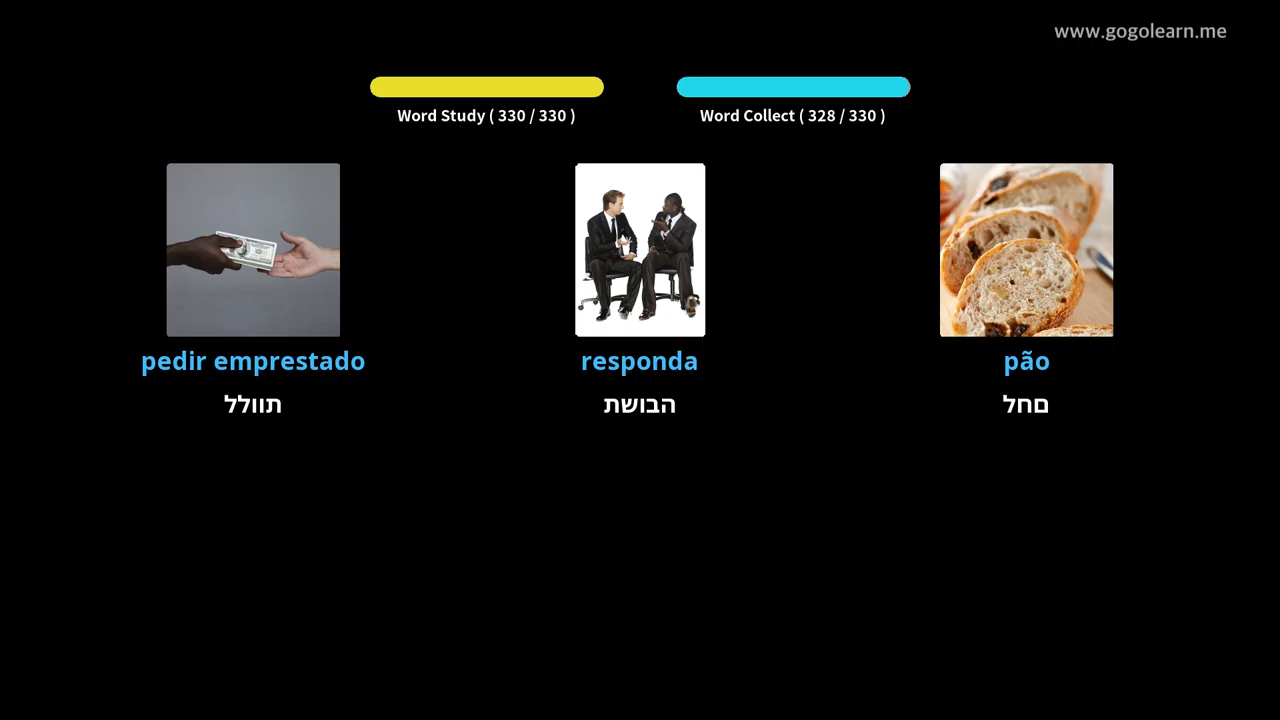 www.gogolearn.me
Word Study ( 330 / 330 )
Word Collect ( 328 / 330 )
pedir emprestado
responda
pão
תוולל
הבושת
םחל